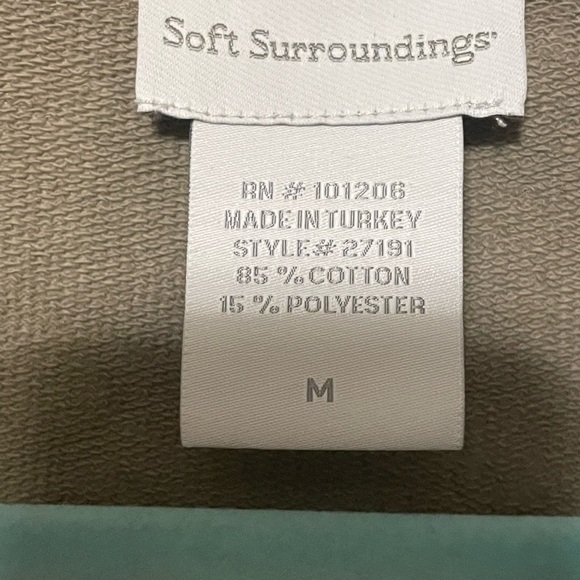 Soft Surroundings
RN # 101206
MADE IN TURKEY
STYLE# 27191
85 % COTTON
15 % POLYESTER
M